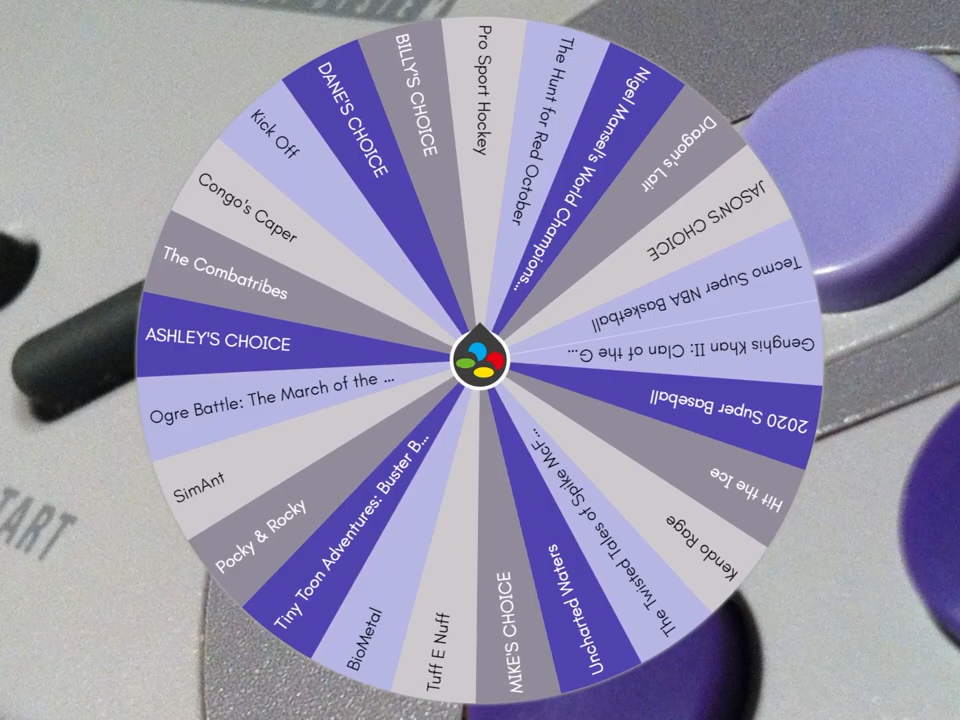 Pro Sport Hockey
The Hunt for Red October
Nigel Mansel's World Champions...
Dragon's Lair
JASON'S CHOICE
Tecmo Super NBA Basketball
Genghis Khan II: Clan of the G...
2020 Super Baseball
Hit the Ice
Kendo Rage
The Twisted Tales of Spike McF...
Uncharted Waters
MIKE'S CHOICE
Tuff E Nuff
BioMetal
Tiny Toon Adventures: Buster B...
Pocky & Rocky
SimAnt
Ogre Battle: The March of the ...
ASHLEY'S CHOICE
The Combatribes
Congo's Caper
Kick Off
DANE'S CHOICE
BILLY'S CHOICE